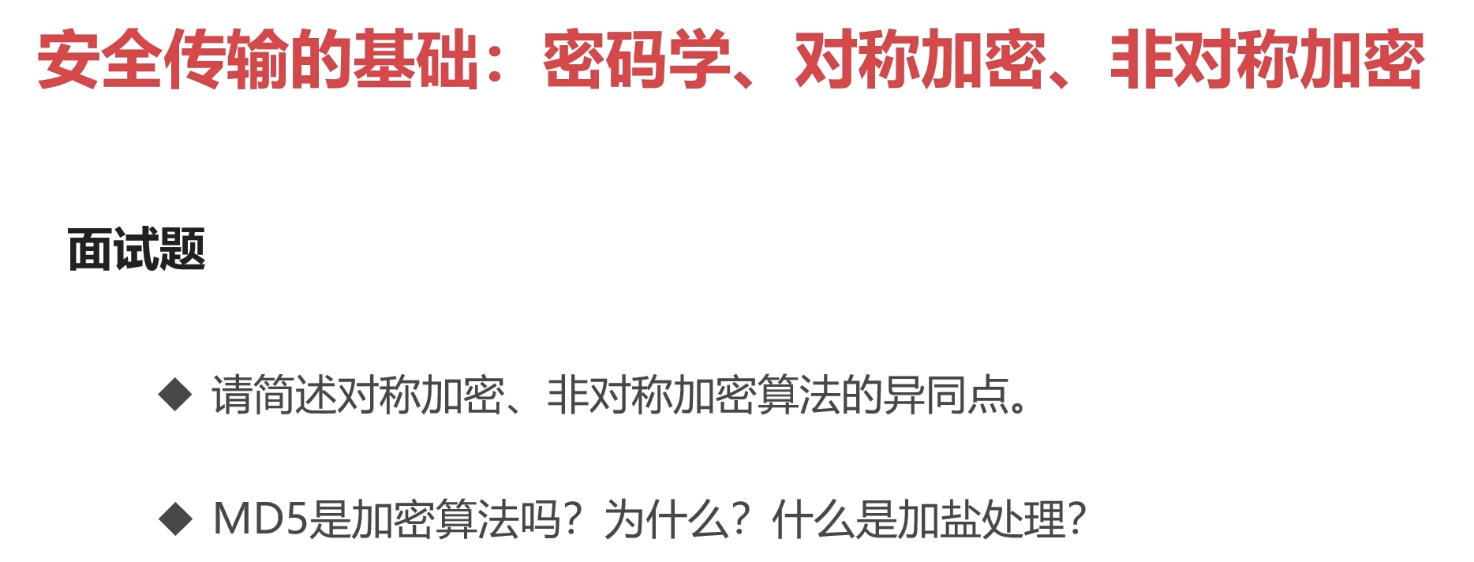 安全传输的基础：密码学、对称加密、非对称加密
面试题
◆ 请简述对称加密、非对称加密算法的异同点。
◆ MD5是加密算法吗？为什么？什么是加盐处理？